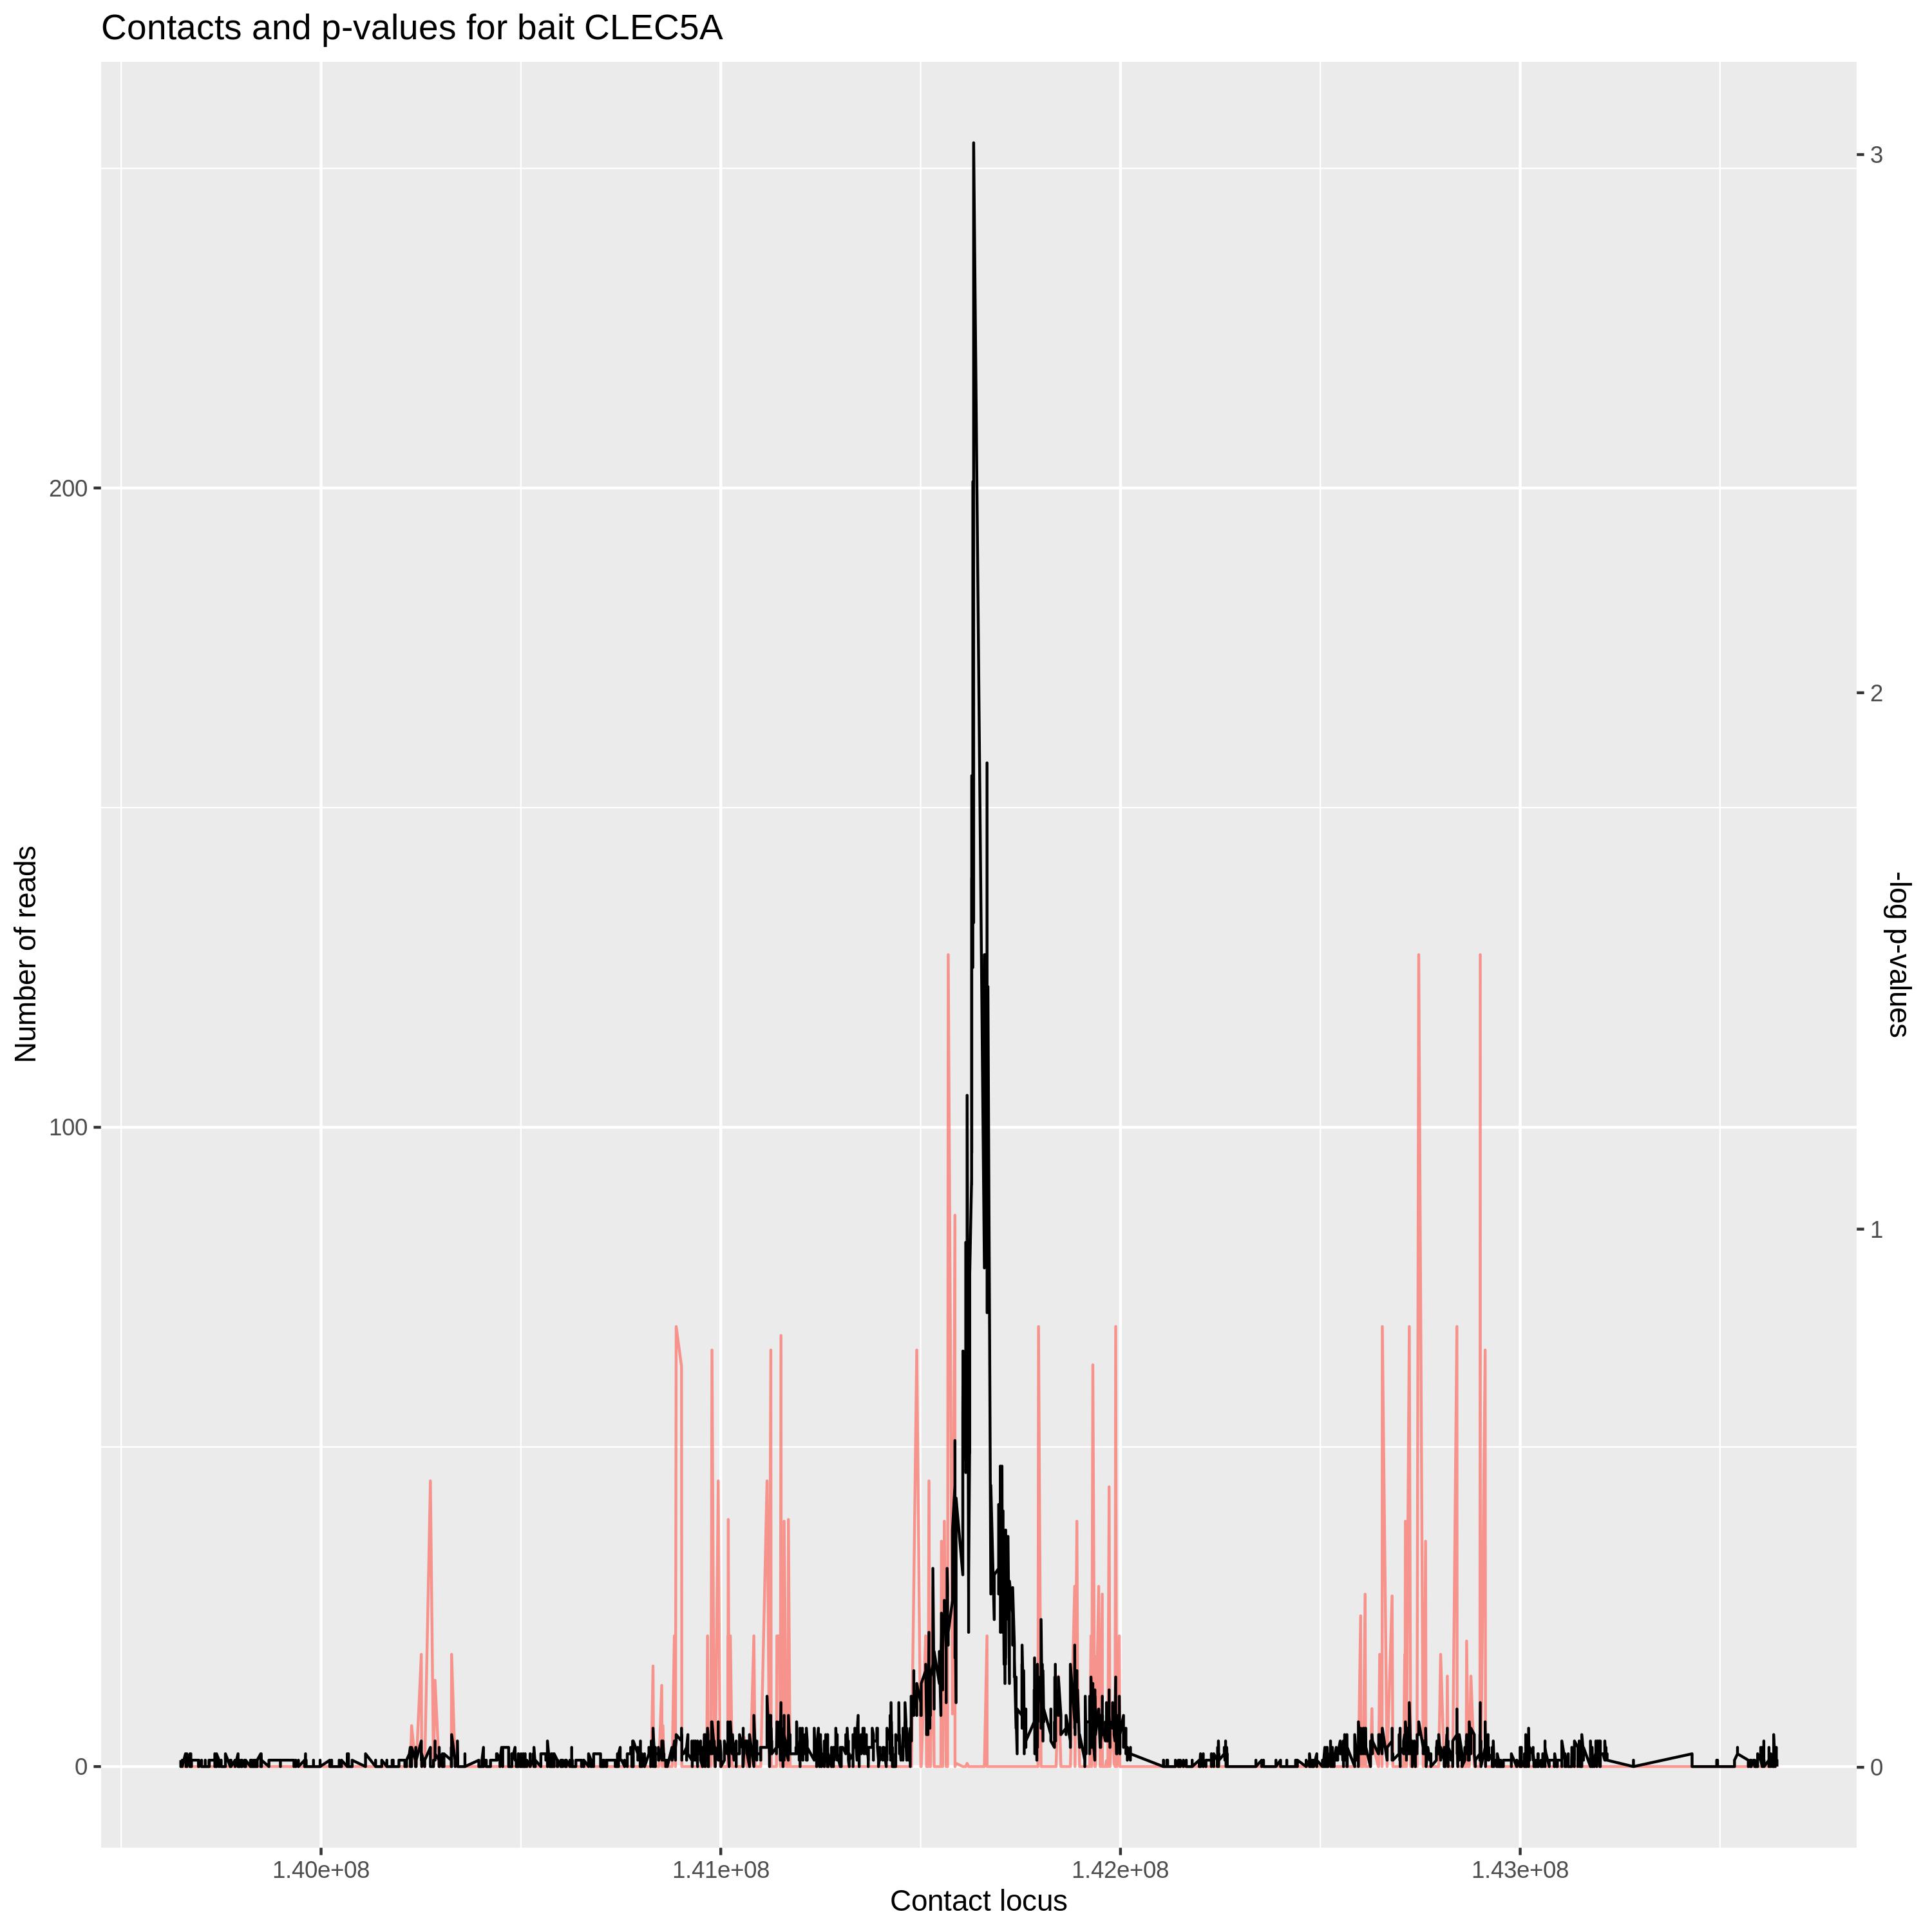 Contacts and p-values for bait CLEC5A
Number of reads
200
100
0
3
2
1
0
-log p-values
1.40e+08
1.41e+08
1.42e+08
1.43e+08
Contact locus